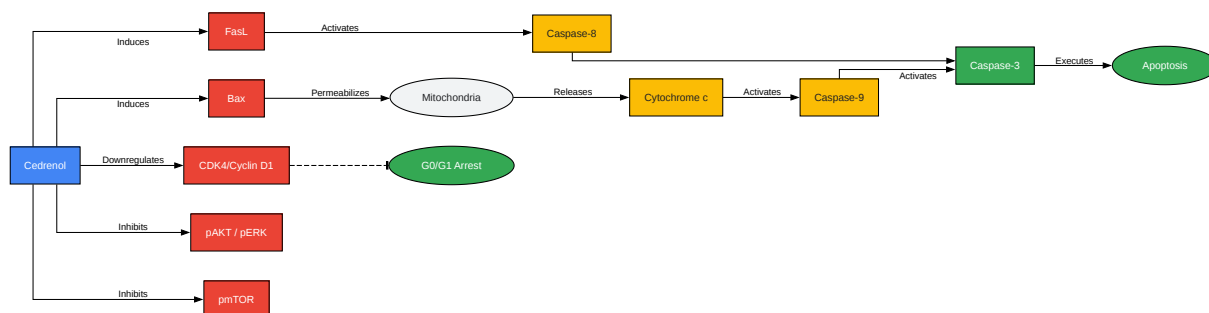 FasL
Activates
Caspase-8
Induces
Caspase-3
Executes
Apoptosis
Activates
Bax
Permeabilizes
Mitochondria
Releases
Cytochrome c
Activates
Caspase-9
Induces
Cedrenol
Downregulates
CDK4/Cyclin D1
G0/G1 Arrest
Inhibits
pAKT / pERK
Inhibits
pmTOR